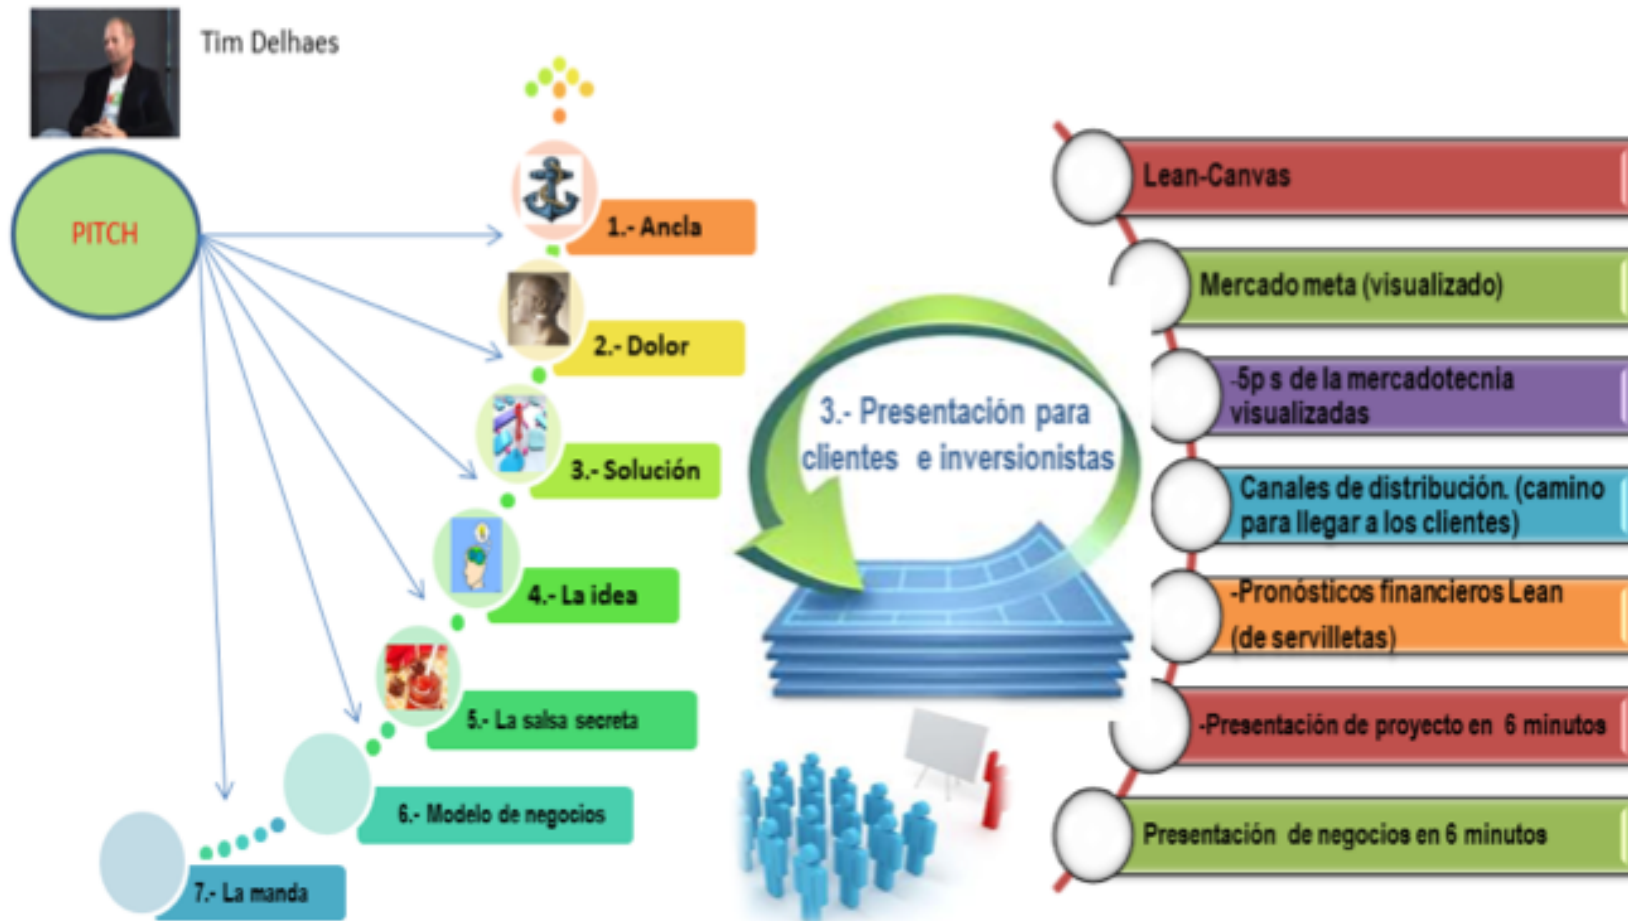 Tim Delhaes
PITCH
1.- Ancla
2.- Dolor
3.- Solución
4.- La idea
5.- La salsa secreta
6.- Modelo de negocios
7.- La manda
3.- Presentación para
clientes e inversionistas
Lean-Canvas
Mercado meta (visualizado)
-5p s de la mercadotecnia
visualizadas
Canales de distribución. (camino
para llegar a los clientes)
-Pronósticos financieros Lean
(de servilletas)
-Presentación de proyecto en 6 minutos
Presentación de negocios en 6 minutos